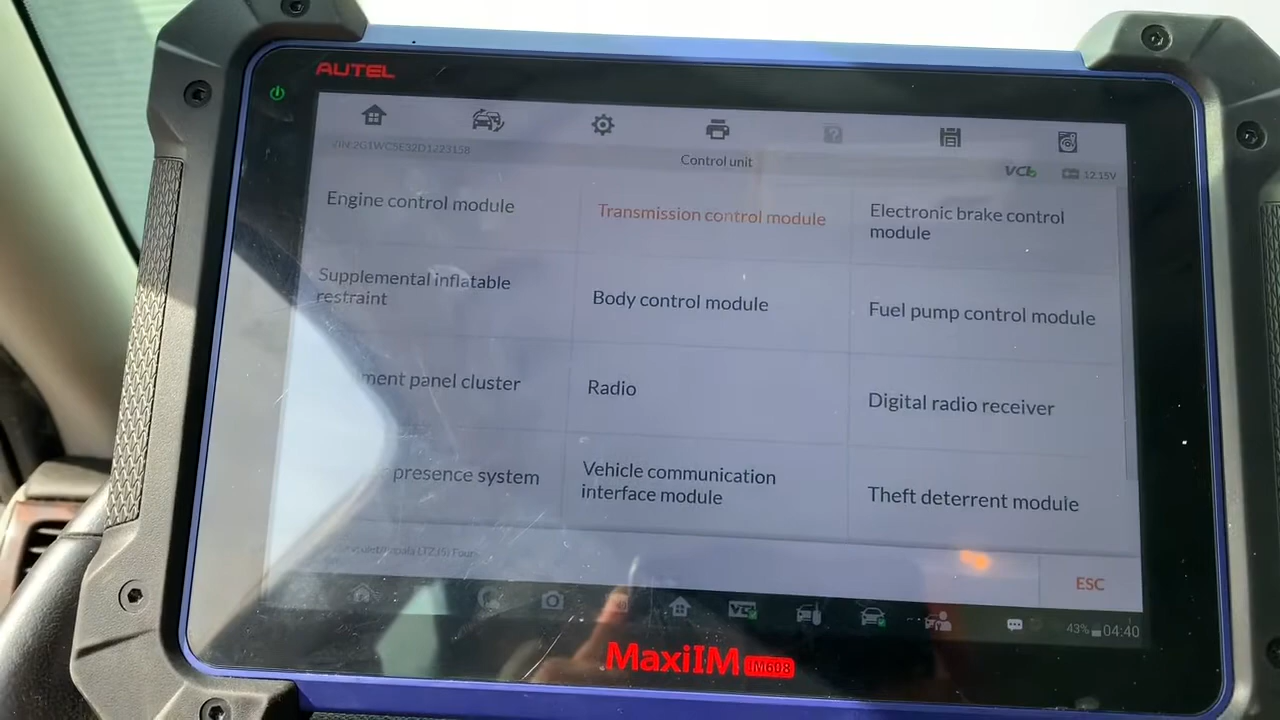 AUTEL
VIN:2G1WC5E32D1J23158
Control unit
VCI
12.15V
Engine control module
Transmission control module
Electronic brake control
module
Supplemental inflatable
restraint
Body control module
Fuel pump control module
ment panel cluster
Radio
Digital radio receiver
presence system
Vehicle communication
interface module
Theft deterrent module
ESC
VCI
43%
04:40
MaxiIM IM608